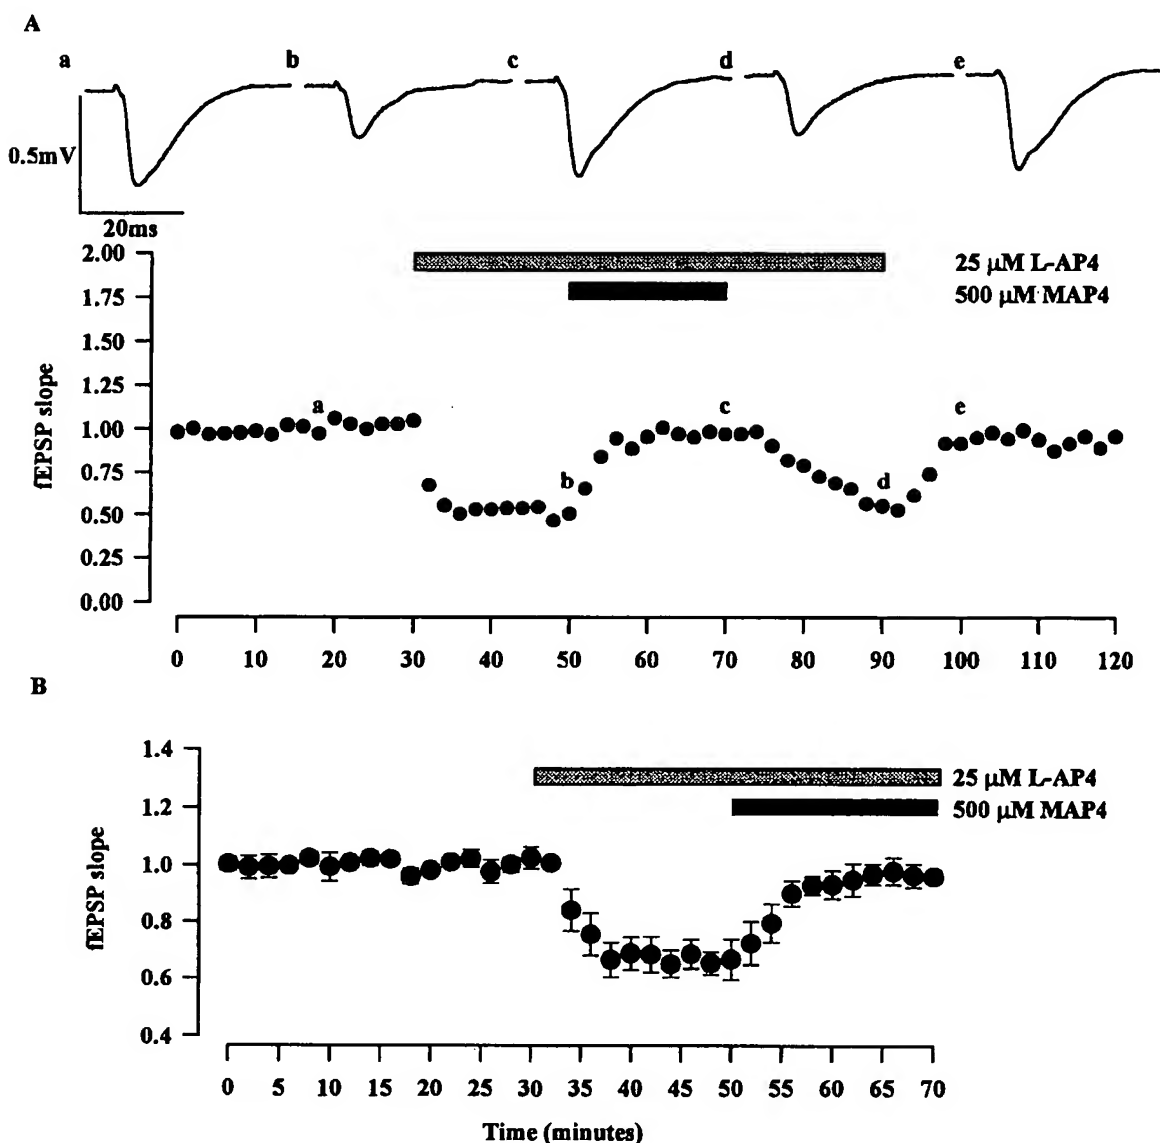 A
a b c d e
0.5mV
20ms
2.00
25 µM L-AP4
1.75
500 µM MAP4
1.50
1.25
1.00
0.75
0.50
0.25
0.00
fEPSP slope
a b c d e
0 10 20 30 40 50 60 70 80 90 100 110 120
B
1.4
25 µM L-AP4
1.2
500 µM MAP4
1.0
0.8
0.6
0.4
fEPSP slope
0 5 10 15 20 25 30 35 40 45 50 55 60 65 70
Time (minutes)